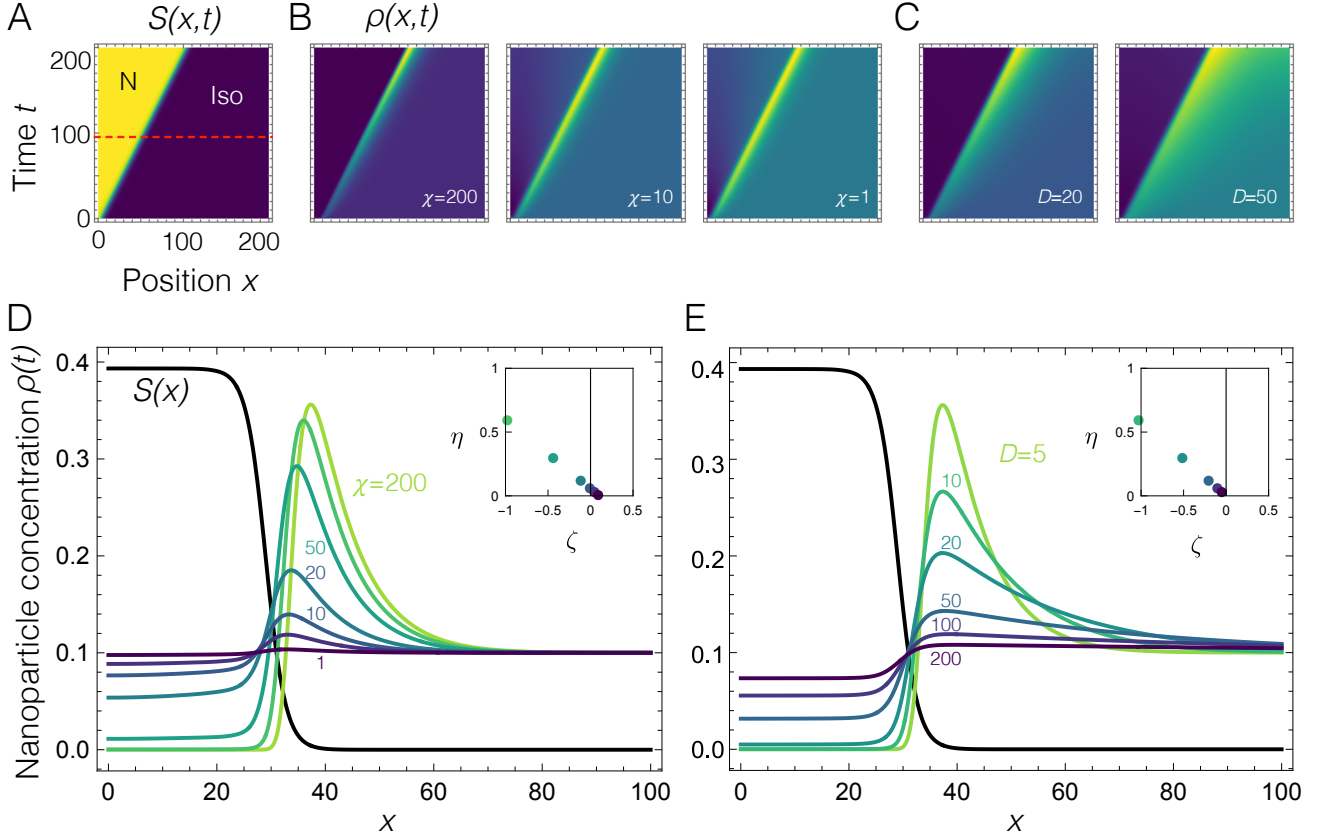 A S(x,t) B ρ(x,t) C
Time t
200
100
0
N
Iso
0 100 200
Position x
χ=200
χ=10
χ=1
D=20
D=50
D
Nanoparticle concentration ρ(t)
0.4
0.3
0.2
0.1
0.0
S(x)
χ=200
50
20
10
1
η
1
0.5
0
-1 -0.5 0 0.5
ζ
0 20 40 60 80 100
x
E
0.4
0.3
0.2
0.1
0.0
D=5
10
20
50
100
200
η
1
0.5
0
-1 -0.5 0 0.5
ζ
0 20 40 60 80 100
x